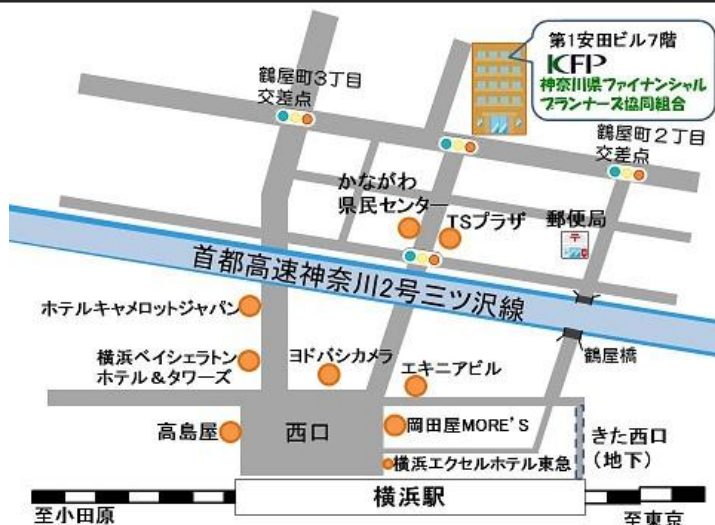 第1安田ビル7階
KFP
神奈川県ファイナンシャル
プランナーズ協同組合
鶴屋町3丁目
交差点
鶴屋町2丁目
交差点
かながわ
県民センター
TSプラザ
郵便局
〒
首都高速神奈川2号三ツ沢線
ホテルキャメロットジャパン
鶴屋橋
横浜ベイシェラトン
ホテル&タワーズ
ヨドバシカメラ
エキニアビル
高島屋
西口
岡田屋MORE'S
きた西口
(地下)
横浜エクセルホテル東急
横浜駅
至小田原
至東京